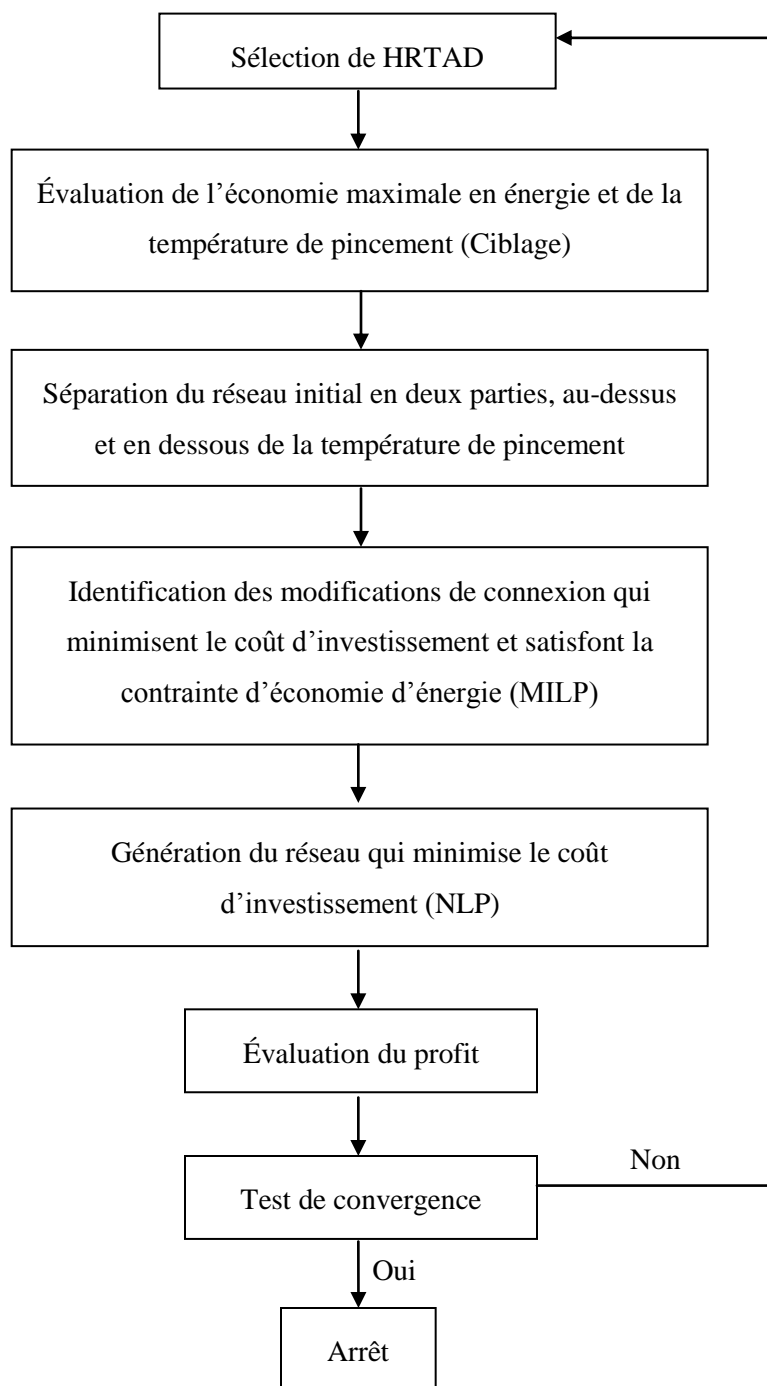 Sélection de HRTAD
Évaluation de l’économie maximale en énergie et de la
température de pincement (Ciblage)
Séparation du réseau initial en deux parties, au-dessus
et en dessous de la température de pincement
Identification des modifications de connexion qui
minimisent le coût d’investissement et satisfont la
contrainte d’économie d’énergie (MILP)
Génération du réseau qui minimise le coût
d’investissement (NLP)
Évaluation du profit
Non
Test de convergence
Oui
Arrêt